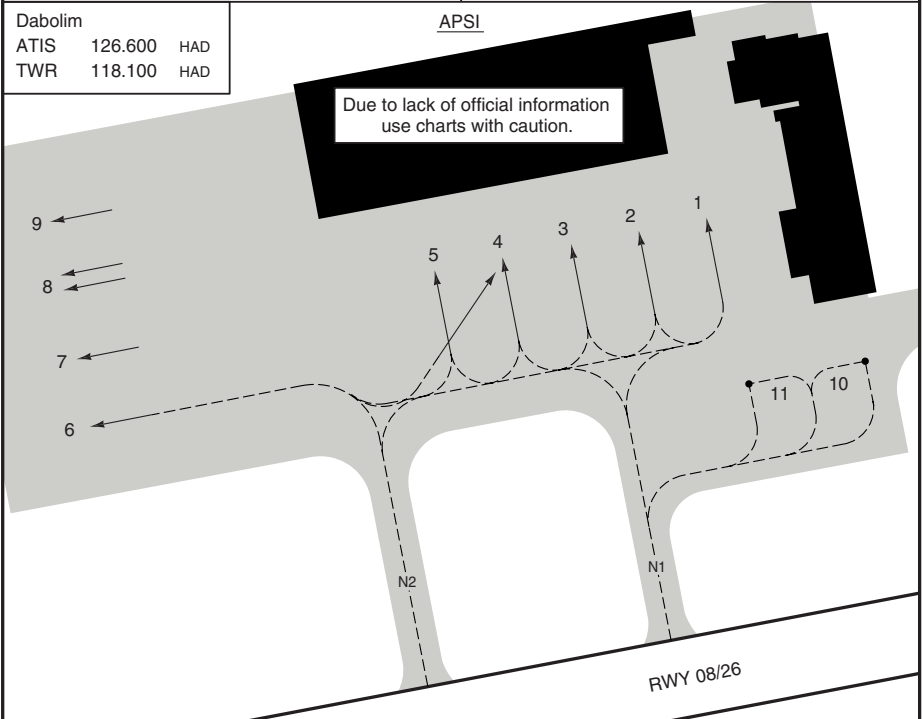 Dabolim
ATIS 126.600 HAD
TWR 118.100 HAD
APSI
Due to lack of official information
use charts with caution.
1
2
3
4
5
9
8
7
6
10
11
N2
N1
RWY 08/26